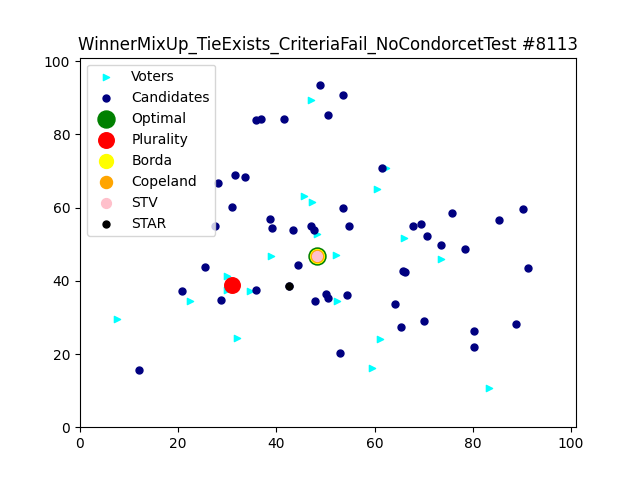 WinnerMixUp_TieExists_CriteriaFail_NoCondorcetTest #8113
100
80
60
40
20
0
Voters
Candidates
Optimal
Plurality
Borda
Copeland
STV
STAR
0 20 40 60 80 100